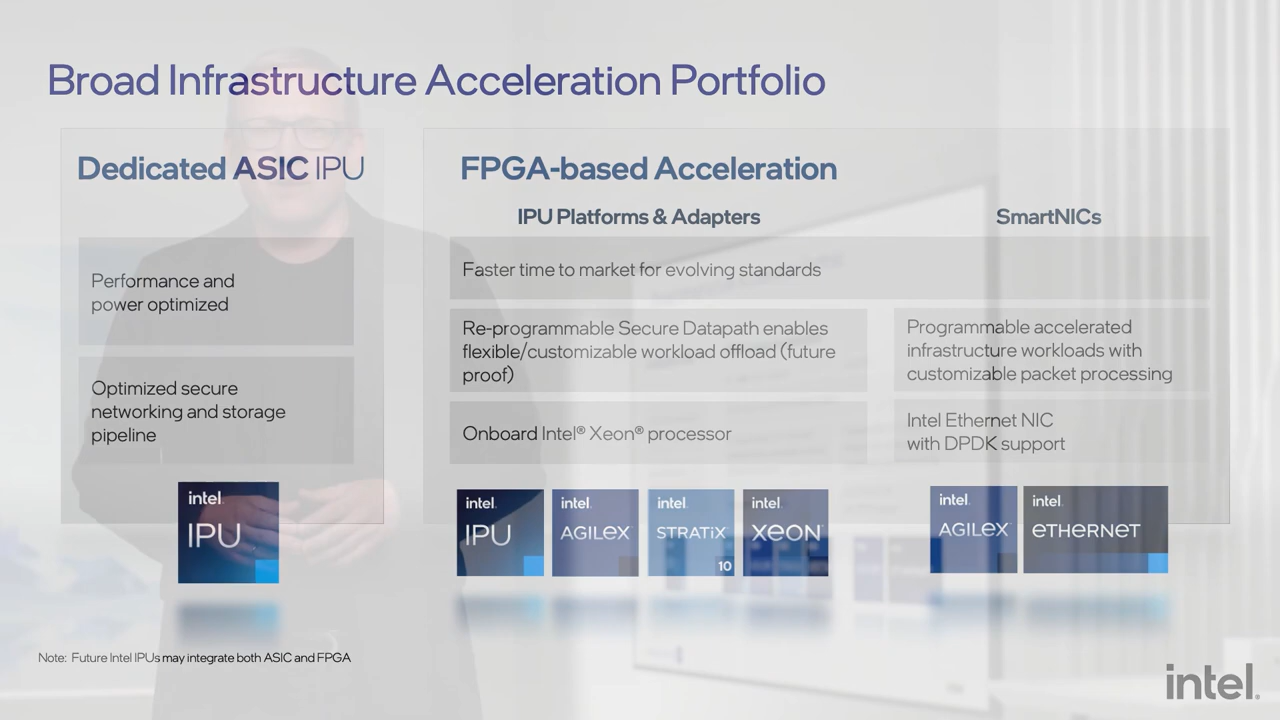 Broad Infrastructure Acceleration Portfolio
Dedicated ASIC IPU
Performance and
power optimized
Optimized secure
networking and storage
pipeline
intel.
IPU
FPGA-based Acceleration
IPU Platforms & Adapters
SmartNICs
Faster time to market for evolving standards
Re-programmable Secure Datapath enables
flexible/customizable workload offload (future
proof)
Onboard Intel® Xeon® processor
Programmable accelerated
infrastructure workloads with
customizable packet processing
Intel Ethernet NIC
with DPDK support
intel.
IPU
intel.
AGILEX
intel.
STRATIX
10
intel.
XEON
intel.
AGILEX
intel.
ETHERNET
Note: Future Intel IPUs may integrate both ASIC and FPGA
intel.